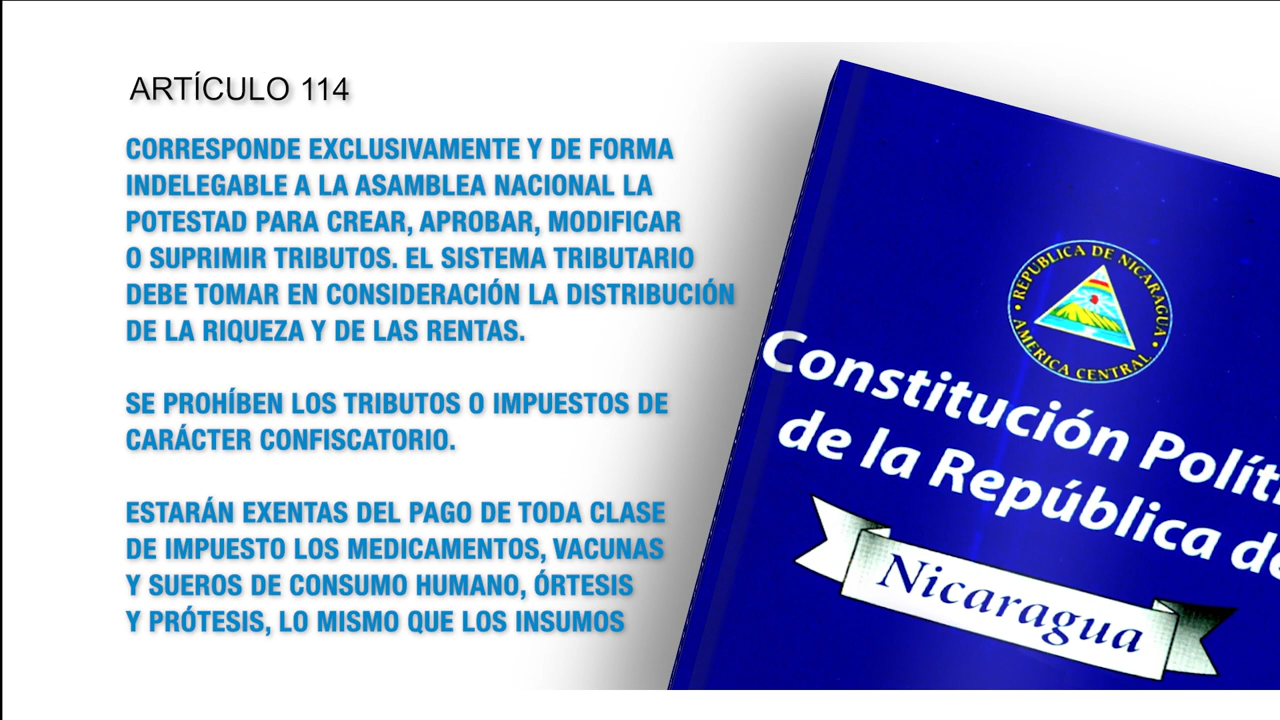 ARTÍCULO 114
CORRESPONDE EXCLUSIVAMENTE Y DE FORMA
INDELEGABLE A LA ASAMBLEA NACIONAL LA
POTESTAD PARA CREAR, APROBAR, MODIFICAR
O SUPRIMIR TRIBUTOS. EL SISTEMA TRIBUTARIO
DEBE TOMAR EN CONSIDERACIÓN LA DISTRIBUCIÓN
DE LA RIQUEZA Y DE LAS RENTAS.
SE PROHÍBEN LOS TRIBUTOS O IMPUESTOS DE
CARÁCTER CONFISCATORIO.
ESTARÁN EXENTAS DEL PAGO DE TODA CLASE
DE IMPUESTO LOS MEDICAMENTOS, VACUNAS
Y SUEROS DE CONSUMO HUMANO, ÓRTESIS
Y PRÓTESIS, LO MISMO QUE LOS INSUMOS
REPÚBLICA DE NICARAGUA
AMÉRICA CENTRAL
Constitución Políti
de la República de
Nicaragua